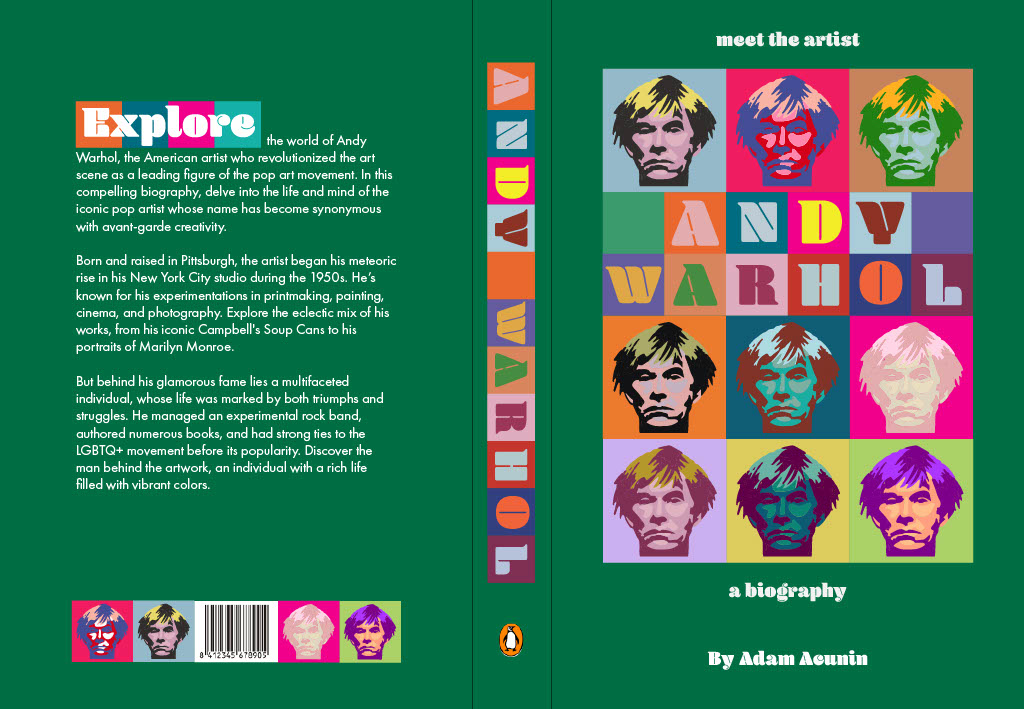 Explore the world of Andy
Warhol, the American artist who revolutionized the art
scene as a leading figure of the pop art movement. In this
compelling biography, delve into the life and mind of the
iconic pop artist whose name has become synonymous
with avant-garde creativity.
Born and raised in Pittsburgh, the artist began his meteoric
rise in his New York City studio during the 1950s. He's
known for his experimentations in printmaking, painting,
cinema, and photography. Explore the eclectic mix of his
works, from his iconic Campbell's Soup Cans to his
portraits of Marilyn Monroe.
But behind his glamorous fame lies a multifaceted
individual, whose life was marked by both triumphs and
struggles. He managed an experimental rock band,
authored numerous books, and had strong ties to the
LGBTQ+ movement before its popularity. Discover the
man behind the artwork, an individual with a rich life
filled with vibrant colors.
8 412345 678905
ANDY WARHOL
meet the artist
ANDY
WARHOL
a biography
By Adam Acunin